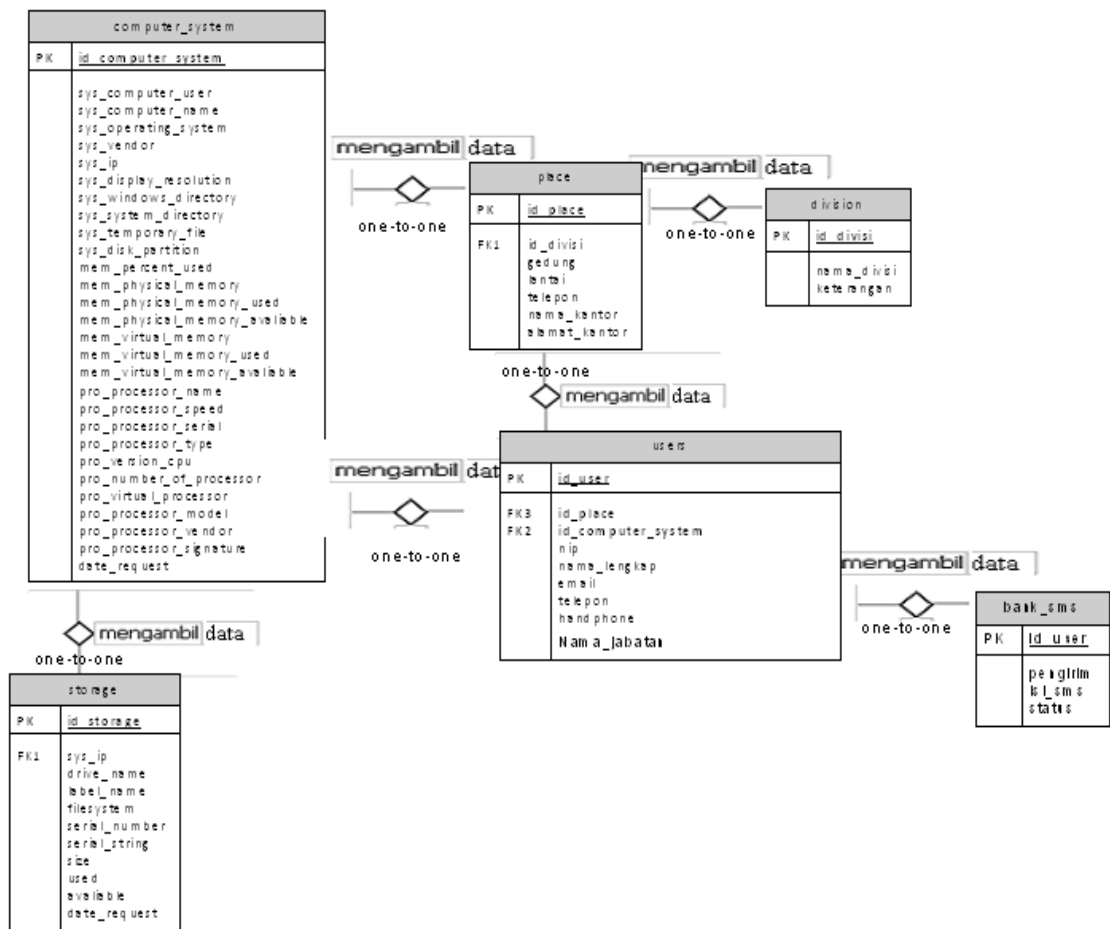 computer_system
PK id_computer_system
sys_computer_user
sys_computer_name
sys_operating_system
sys_vendor
sys_ip
sys_display_resolution
sys_windows_directory
sys_system_directory
sys_temporary_file
sys_disk_partition
mem_percent_used
mem_physical_memory
mem_physical_memory_used
mem_physical_memory_avaliable
mem_virtual_memory
mem_virtual_memory_used
mem_virtual_memory_avaliable
pro_processor_name
pro_processor_speed
pro_processor_serial
pro_processor_type
pro_version_cpu
pro_number_of_processor
pro_virtual_processor
pro_processor_model
pro_processor_vendor
pro_processor_signature
date_request
mengambil data
one-to-one
place
PK id_place
FK1 id_divisi
gedung
lantai
telepon
nama_kantor
alamat_kantor
mengambil data
one-to-one
division
PK id_divisi
nama_divisi
keterangan
one-to-one
mengambil data
mengambil dat
one-to-one
users
PK id_user
FK3 id_place
FK2 id_computer_system
nip
nama_lengkap
email
telepon
handphone
Nama_jabatan
mengambil data
one-to-one
bank_sms
PK Id_user
pengirim
Isi_sms
status
mengambil data
one-to-one
storage
PK id_storage
FK1 sys_ip
drive_name
label_name
filesystem
serial_number
serial_string
size
used
avaliable
date_request